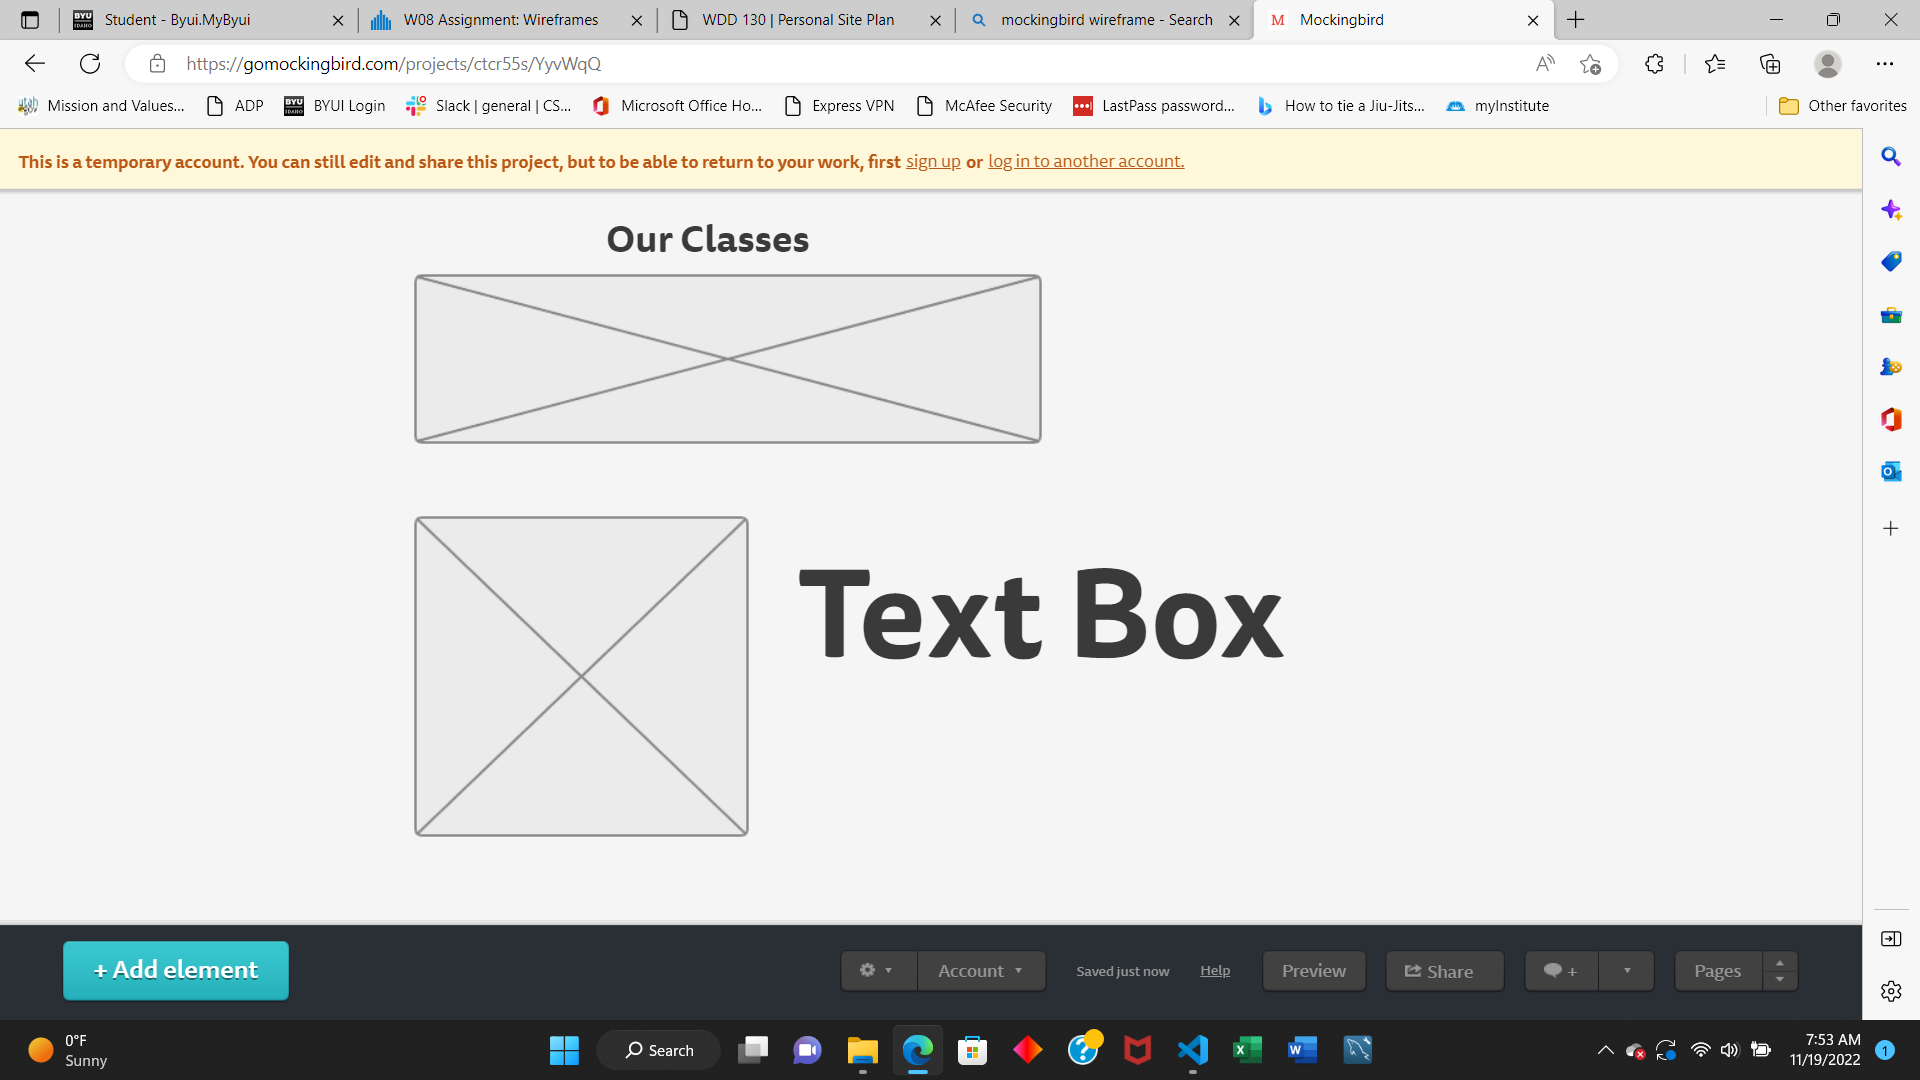 Student - Byui.MyByui
W08 Assignment: Wireframes
WDD 130 | Personal Site Plan
mockingbird wireframe - Search
M Mockingbird
https://gomockingbird.com/projects/ctcr55s/YyvWqQ
Mission and Values...
ADP
BYU IDAHO BYUI Login
Slack | general | CS...
Microsoft Office Ho...
Express VPN
McAfee Security
LastPass password...
How to tie a Jiu-Jits...
myInstitute
Other favorites
This is a temporary account. You can still edit and share this project, but to be able to return to your work, first sign up or log in to another account.
Our Classes
Text Box
+ Add element
Account
Saved just now
Help
Preview
Share
+
Pages
0°F
Sunny
Search
7:53 AM
11/19/2022
1